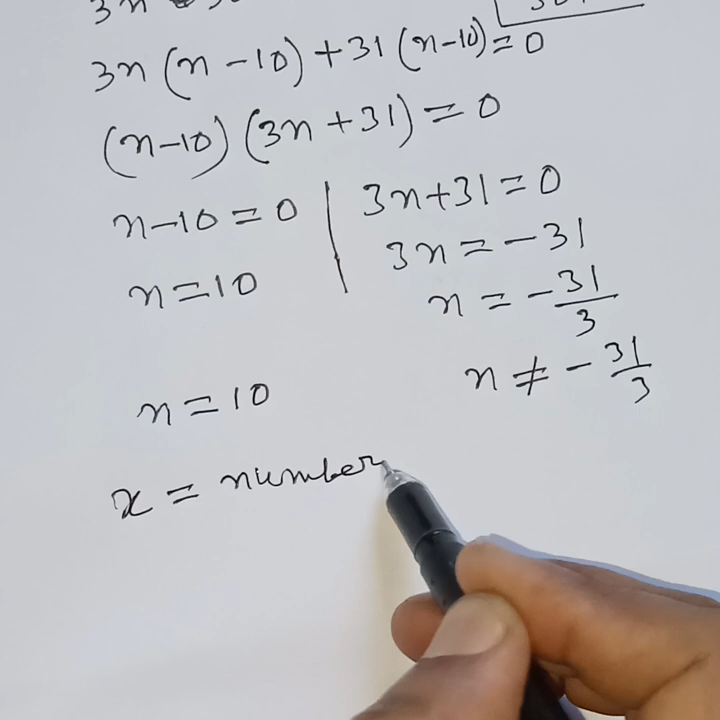 3n
3n(n-10)+31(n-10)=0
(n-10)(3n+31)=0
n-10=0
n=10
3n+31=0
3n=-31
n=-31/3
n≠-31/3
n=10
x = number